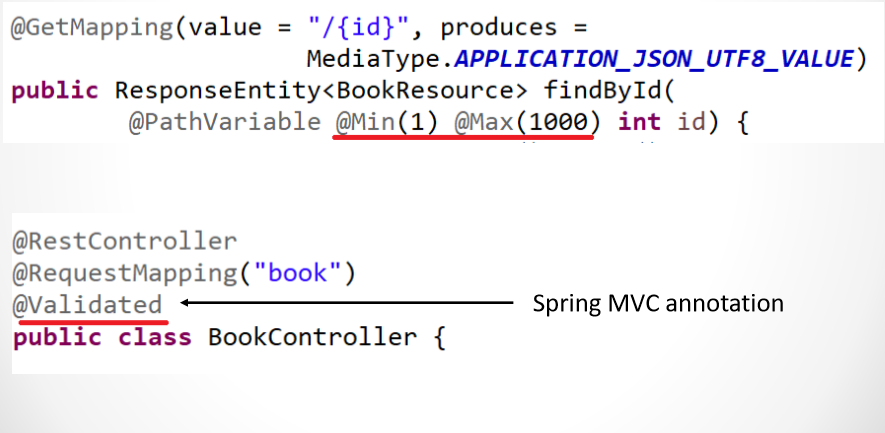 @GetMapping(value = "/{id}", produces =
MediaType.APPLICATION_JSON_UTF8_VALUE)
public ResponseEntity<BookResource> findById(
@PathVariable @Min(1) @Max(1000) int id) {
@RestController
@RequestMapping("book")
@Validated
Spring MVC annotation
public class BookController {